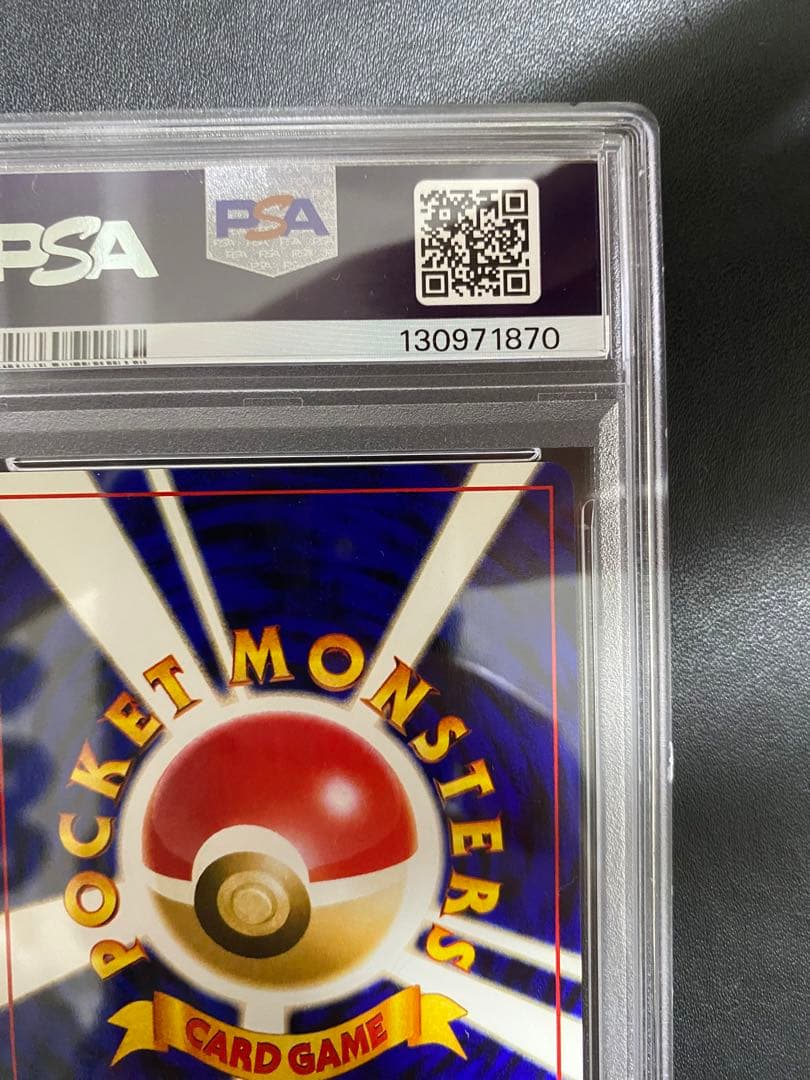 PSA
PSA
130971870
POCKET MONSTERS
CARD GAME